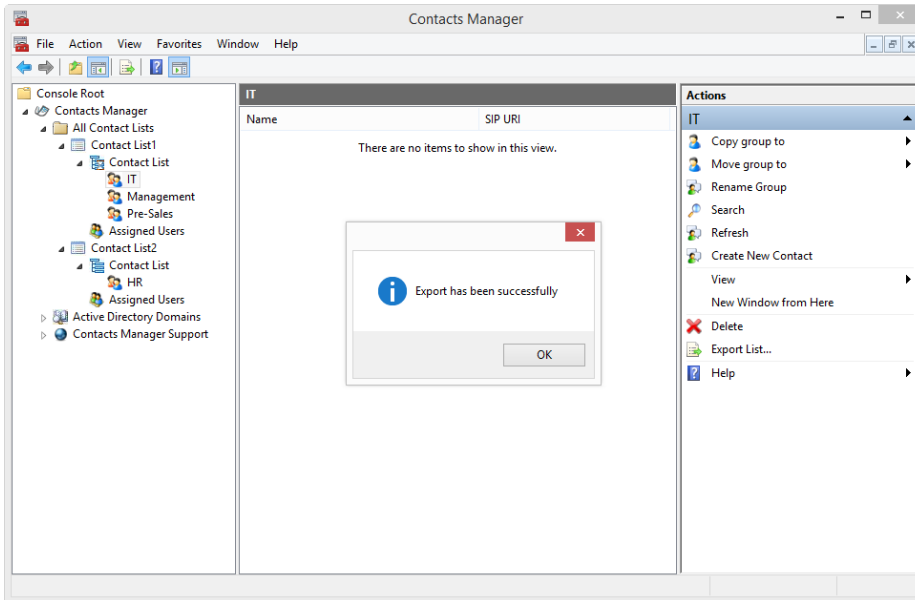 Contacts Manager
File Action View Favorites Window Help
Console Root
Contacts Manager
All Contact Lists
Contact List1
Contact List
IT
Management
Pre-Sales
Assigned Users
Contact List2
Contact List
HR
Assigned Users
Active Directory Domains
Contacts Manager Support
IT
Name SIP URI
There are no items to show in this view.
Export has been successfully
OK
Actions
IT
Copy group to
Move group to
Rename Group
Search
Refresh
Create New Contact
View
New Window from Here
Delete
Export List...
Help